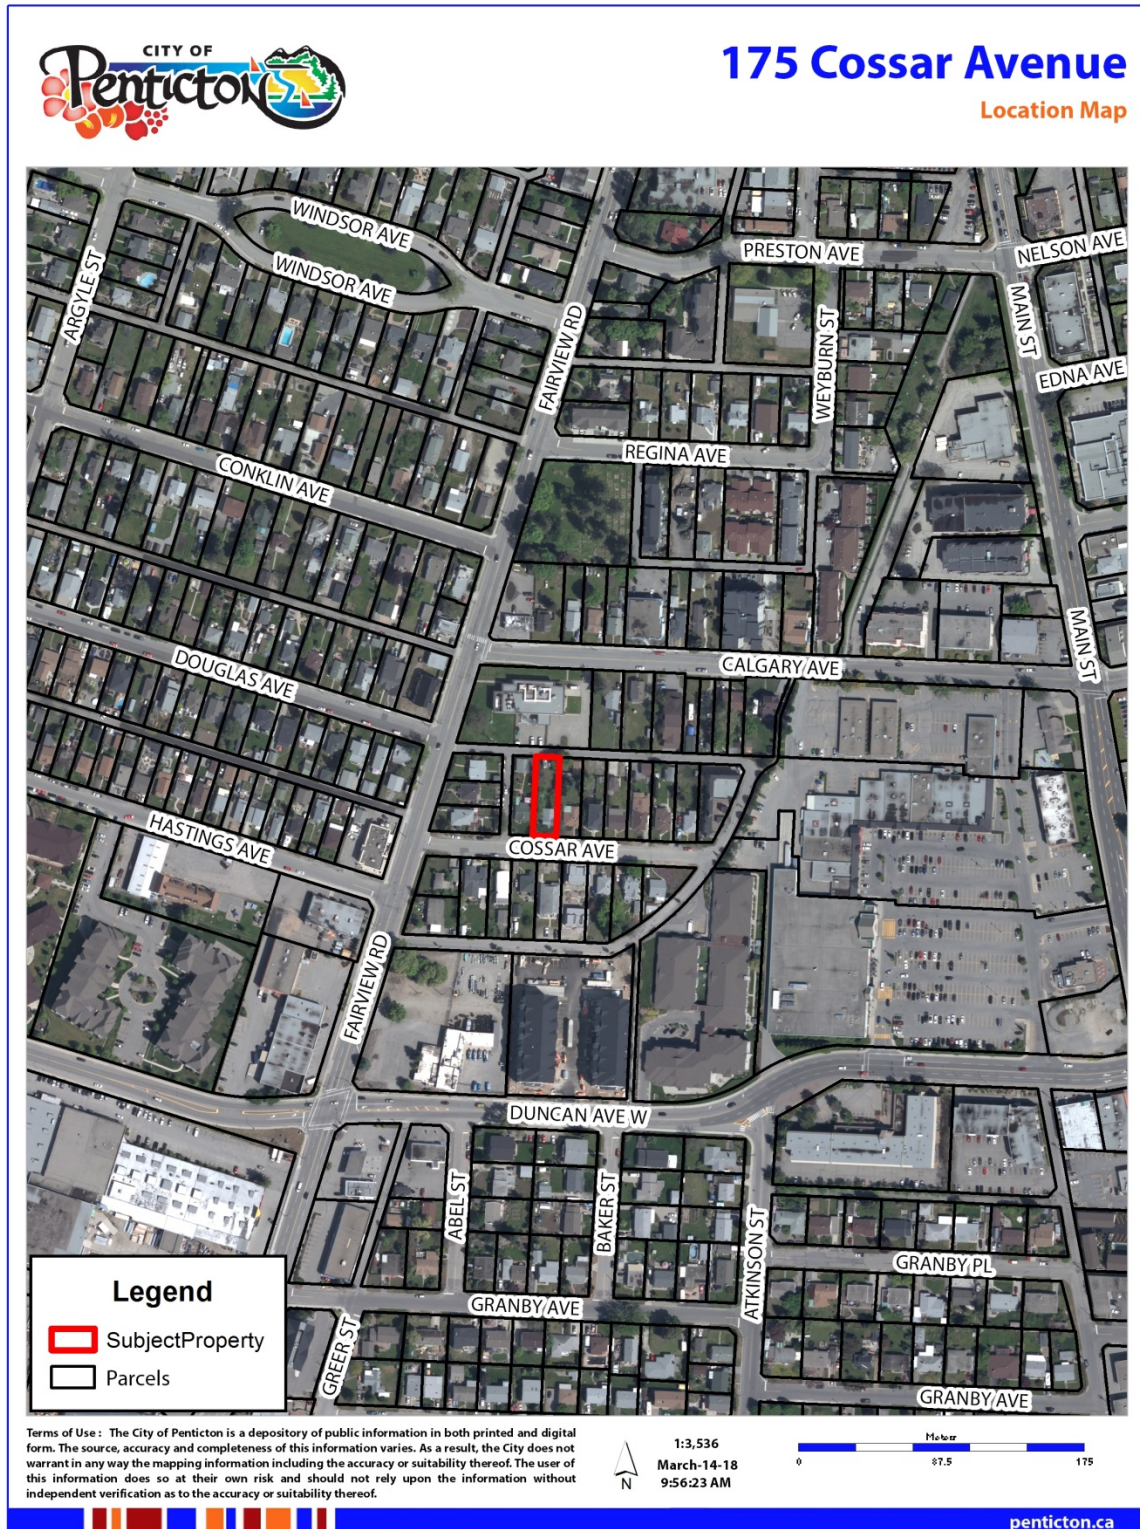 CITY OF
Penticton
175 Cossar Avenue
Location Map
WINDSOR AVE
WINDSOR AVE
ARGYLE ST
PRESTON AVE
NELSON AVE
MAIN ST
WEYBURN ST
FAIRVIEW RD
EDNA AVE
REGINA AVE
CONKLIN AVE
MAIN ST
DOUGLAS AVE
CALGARY AVE
HASTINGS AVE
COSSAR AVE
FAIRVIEW RD
DUNCAN AVE W
ABEL ST
BAKER ST
ATKINSON ST
GRANBY PL
GRANBY AVE
GREER ST
GRANBY AVE
Legend
SubjectProperty
Parcels
Terms of Use : The City of Penticton is a depository of public information in both printed and digital
form. The source, accuracy and completeness of this information varies. As a result, the City does not
warrant in any way the mapping information including the accuracy or suitability thereof. The user of
this information does so at their own risk and should not rely upon the information without
independent verification as to the accuracy or suitability thereof.
N
1:3,536
March-14-18
9:56:23 AM
Meters
0 87.5 175
penticton.ca